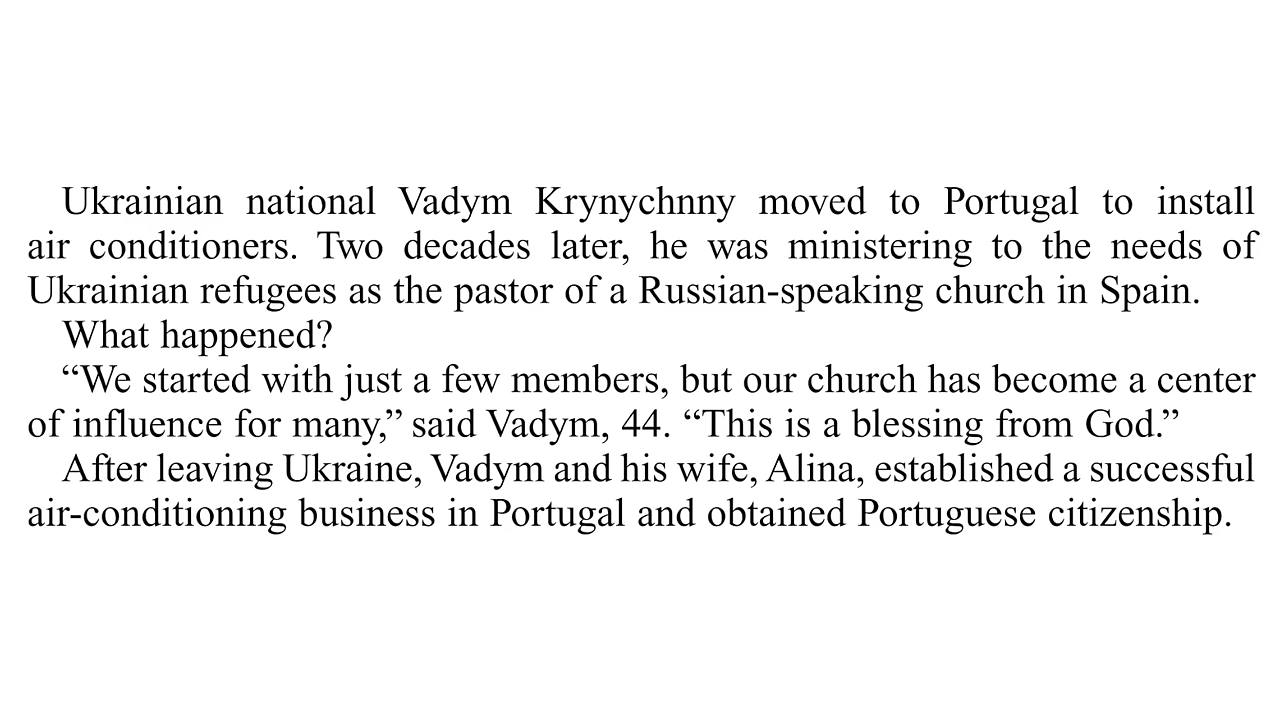 Ukrainian national Vadym Krynychnny moved to Portugal to install
air conditioners. Two decades later, he was ministering to the needs of
Ukrainian refugees as the pastor of a Russian-speaking church in Spain.
What happened?
“We started with just a few members, but our church has become a center
of influence for many,” said Vadym, 44. “This is a blessing from God.”
After leaving Ukraine, Vadym and his wife, Alina, established a successful
air-conditioning business in Portugal and obtained Portuguese citizenship.